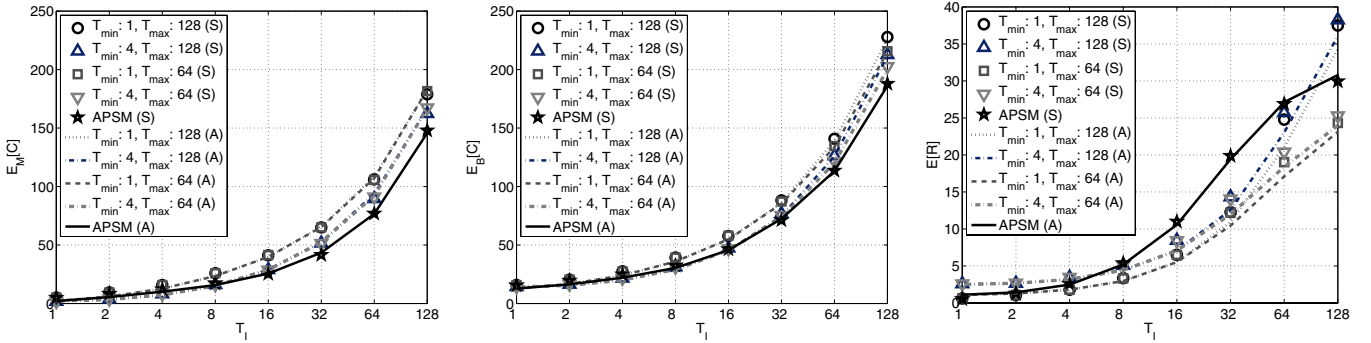 250
200
150
100
50
0
1
2
4
8
16
32
64
128
T_I
E_M[C]
T_min: 1, T_max: 128 (S)
T_min: 4, T_max: 128 (S)
T_min: 1, T_max: 64 (S)
T_min: 4, T_max: 64 (S)
APSM (S)
T_min: 1, T_max: 128 (A)
T_min: 4, T_max: 128 (A)
T_min: 1, T_max: 64 (A)
T_min: 4, T_max: 64 (A)
APSM (A)
250
200
150
100
50
0
1
2
4
8
16
32
64
128
T_I
E_B[C]
T_min: 1, T_max: 128 (S)
T_min: 4, T_max: 128 (S)
T_min: 1, T_max: 64 (S)
T_min: 4, T_max: 64 (S)
APSM (S)
T_min: 1, T_max: 128 (A)
T_min: 4, T_max: 128 (A)
T_min: 1, T_max: 64 (A)
T_min: 4, T_max: 64 (A)
APSM (A)
40
35
30
25
20
15
10
5
0
1
2
4
8
16
32
64
128
T_I
E[R]
T_min: 1, T_max: 128 (S)
T_min: 4, T_max: 128 (S)
T_min: 1, T_max: 64 (S)
T_min: 4, T_max: 64 (S)
APSM (S)
T_min: 1, T_max: 128 (A)
T_min: 4, T_max: 128 (A)
T_min: 1, T_max: 64 (A)
T_min: 4, T_max: 64 (A)
APSM (A)